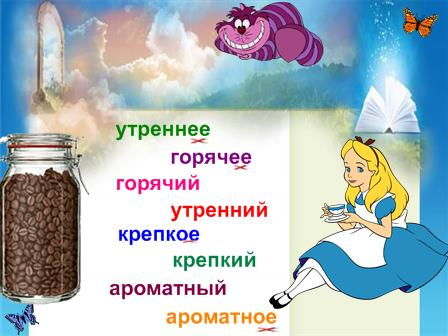 утреннее
горячее
горячий
утренний
крепкое
крепкий
ароматный
ароматное